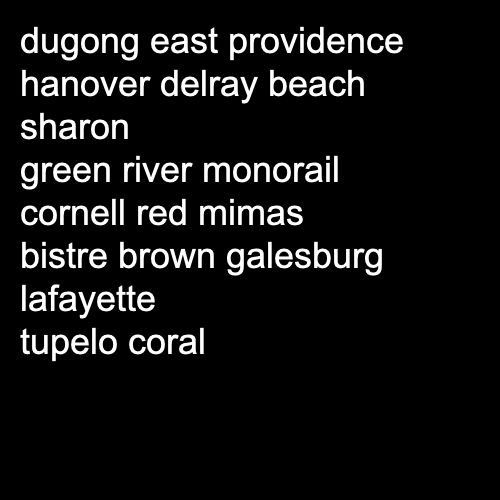 dugong east providence
hanover delray beach
sharon
green river monorail
cornell red mimas
bistre brown galesburg
lafayette
tupelo coral